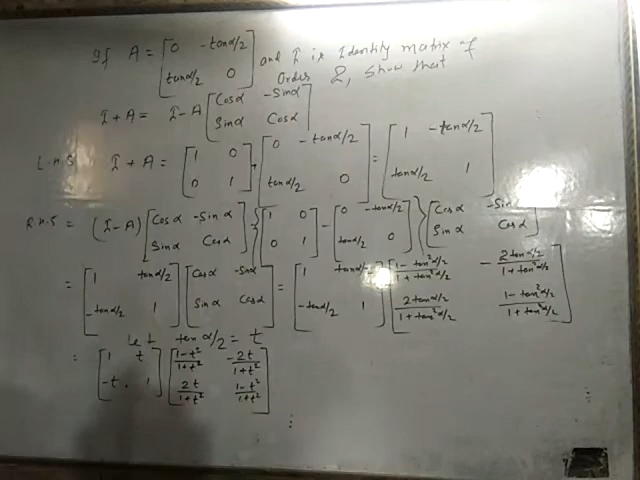 If A = [0 -tanα/2
tanα/2 0] and I is Identity matrix of
Order 2, Show that
I + A = I - A [Cosα -Sinα
Sinα Cosα]
L.H.S I + A = [1 0 + [0 -tanα/2 = [1 -tanα/2
0 1] tanα/2 0] tanα/2 1]
R.H.S = (I - A) [Cosα -Sinα = {[1 0 - [0 -tanα/2 } [Cosα -Sin
Sinα Cosα] 0 1] tanα/2 0] Sinα Cosα]
= [1 tanα/2 [Cosα -Sinα = [1 tanα/2 [1-tan²α/2 / 1+tan²α/2 -2tanα/2 / 1+tan²α/2
-tanα/2 1] Sinα Cosα] -tanα/2 1] 2tanα/2 / 1+tan²α/2 1-tan²α/2 / 1+tan²α/2]
Let tanα/2 = t
= [1 t [1-t² / 1+t² -2t / 1+t²
-t 1] 2t / 1+t² 1-t² / 1+t²]